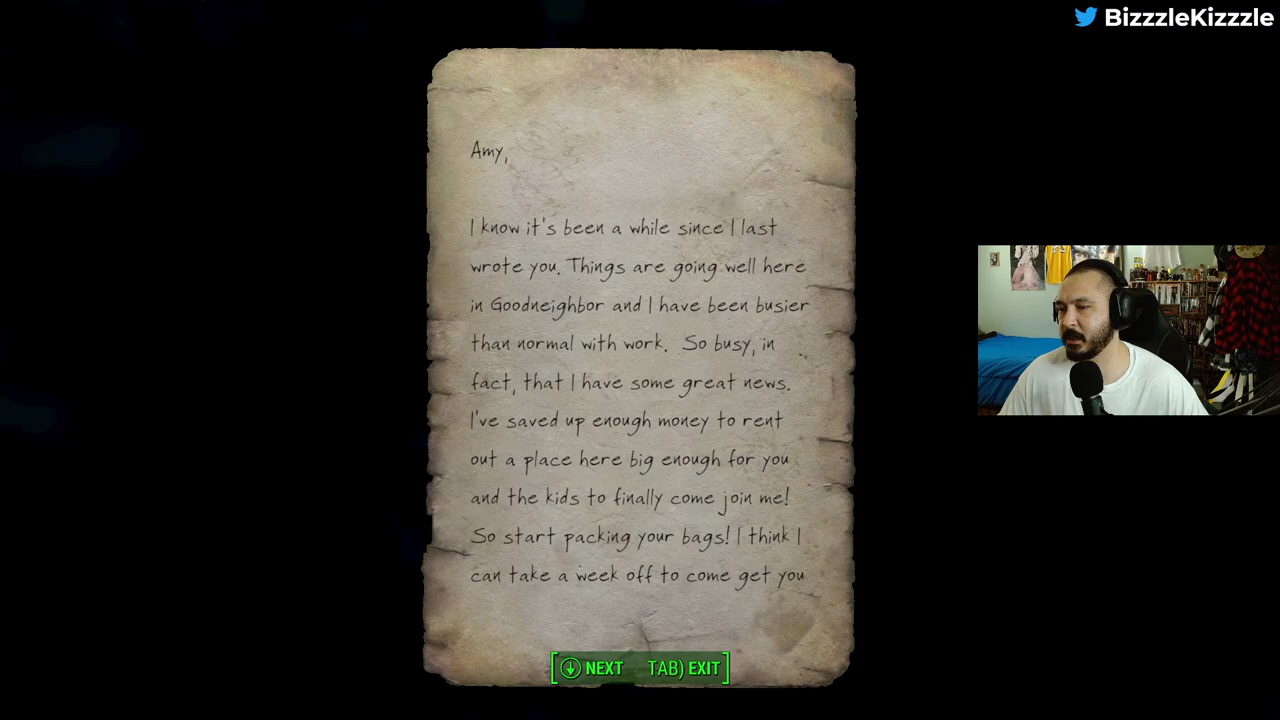 BizzzleKizzzle
Amy,
I know it's been a while since I last
wrote you. Things are going well here
in Goodneighbor and I have been busier
than normal with work. So busy, in
fact, that I have some great news.
I've saved up enough money to rent
out a place here big enough for you
and the kids to finally come join me!
So start packing your bags! I think I
can take a week off to come get you
NEXT TAB) EXIT